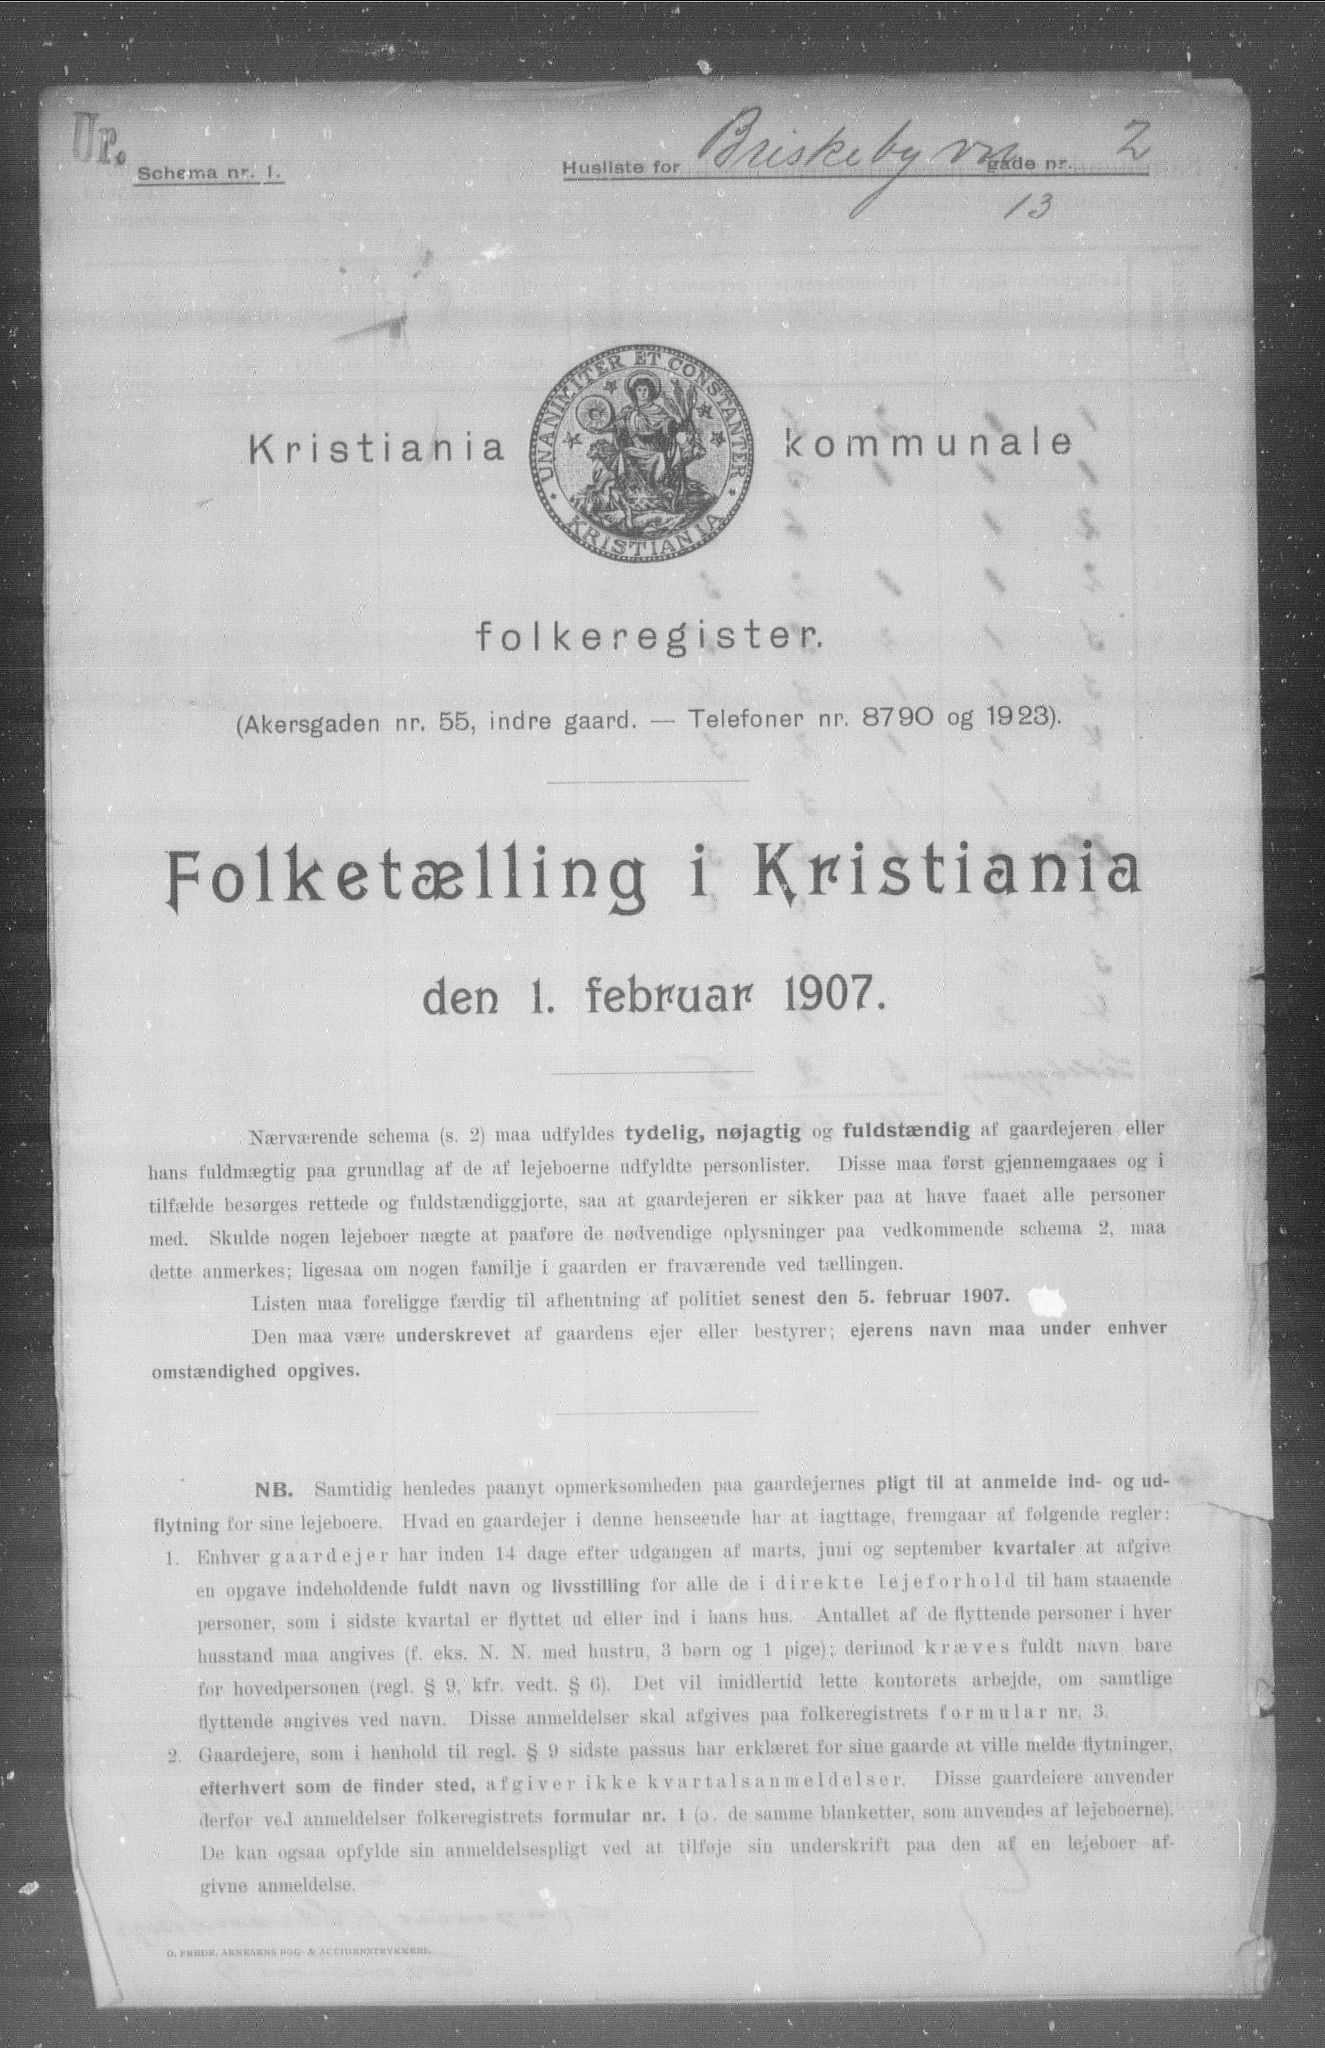 Ur.
Schema nr. 1.
Husliste for Briskebyvn gade nr. 2
13
UNANIMITER ET CONSTANTER
KRISTIANIA
Kristiania kommunale
folkeregister.
(Akersgaden nr. 55, indre gaard. — Telefoner nr. 8790 og 1923).
Folketælling i Kristiania
den 1. februar 1907.
Nærværende schema (s. 2) maa udfyldes tydelig, nøjagtig og fuldstændig af gaardejeren eller
hans fuldmægtig paa grundlag af de af lejeboerne udfyldte personlister. Disse maa først gjennemgaaes og i
tilfælde besørges rettede og fuldstændiggjorte, saa at gaardejeren er sikker paa at have faaet alle personer
med. Skulde nogen lejeboer nægte at paaføre de nødvendige oplysninger paa vedkommende schema 2, maa
dette anmerkes; ligesaa om nogen familje i gaarden er fraværende ved tællingen.
Listen maa foreligge færdig til afhentning af politiet senest den 5. februar 1907.
Den maa være underskrevet af gaardens ejer eller bestyrer; ejerens navn maa under enhver
omstændighed opgives.
NB. Samtidig henledes paanyt opmerksomheden paa gaardejernes pligt til at anmelde ind- og ud-
flytning for sine lejeboere. Hvad en gaardejer i denne henseende har at iagttage, fremgaar af følgende regler:
1. Enhver gaardejer har inden 14 dage efter udgangen af marts, juni og september kvartaler at afgive
en opgave indeholdende fuldt navn og livsstilling for alle de i direkte lejeforhold til ham staaende
personer, som i sidste kvartal er flyttet ud eller ind i hans hus. Antallet af de flyttende personer i hver
husstand maa angives (f. eks. N. N. med hustru, 3 børn og 1 pige); derimod kræves fuldt navn bare
for hovedpersonen (regl. § 9, kfr. vedt. § 6). Det vil imidlertid lette kontorets arbejde, om samtlige
flyttende angives ved navn. Disse anmeldelser skal afgives paa folkeregistrets formular nr. 3.
2. Gaardejere, som i henhold til regl. § 9 sidste passus har erklæret for sine gaarde at ville melde flytninger,
efterhvert som de finder sted, afgiver ikke kvartalsanmeldelser. Disse gaardeiere anvender
derfor ved anmeldelser folkeregistrets formular nr. 1 (ɔ: de samme blanketter, som anvendes af lejeboerne).
De kan ogsaa opfylde sin anmeldelsespligt ved at tilføje sin underskrift paa den af en lejeboer af-
givne anmeldelse.
O. FREDR. ARNESENS BOG- & ACCIDENSTRYKKERI.